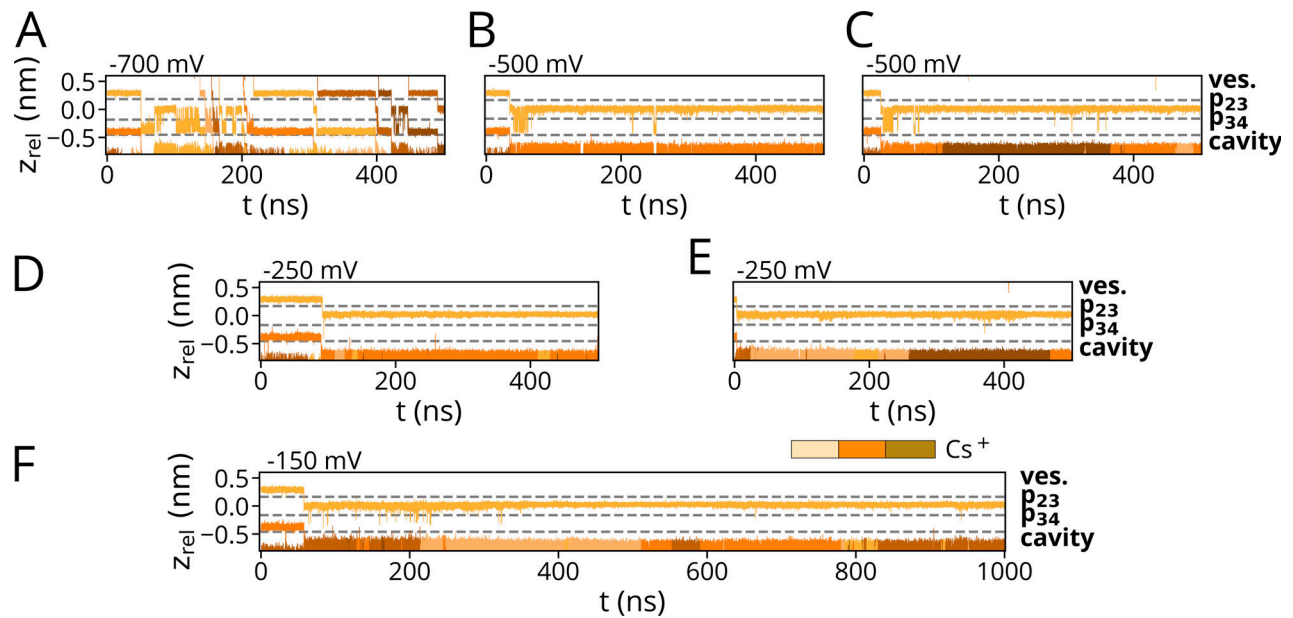 A
-700 mV
z_rel (nm)
0.5
0.0
−0.5
0
200
400
t (ns)
B
-500 mV
0
200
400
t (ns)
C
-500 mV
0
200
400
t (ns)
ves.
p23
p34
cavity
D
-250 mV
z_rel (nm)
0.5
0.0
−0.5
0
200
400
t (ns)
E
-250 mV
0
200
400
t (ns)
ves.
p23
p34
cavity
Cs+
F
-150 mV
z_rel (nm)
0.5
0.0
−0.5
0
200
400
600
800
1000
t (ns)
ves.
p23
p34
cavity